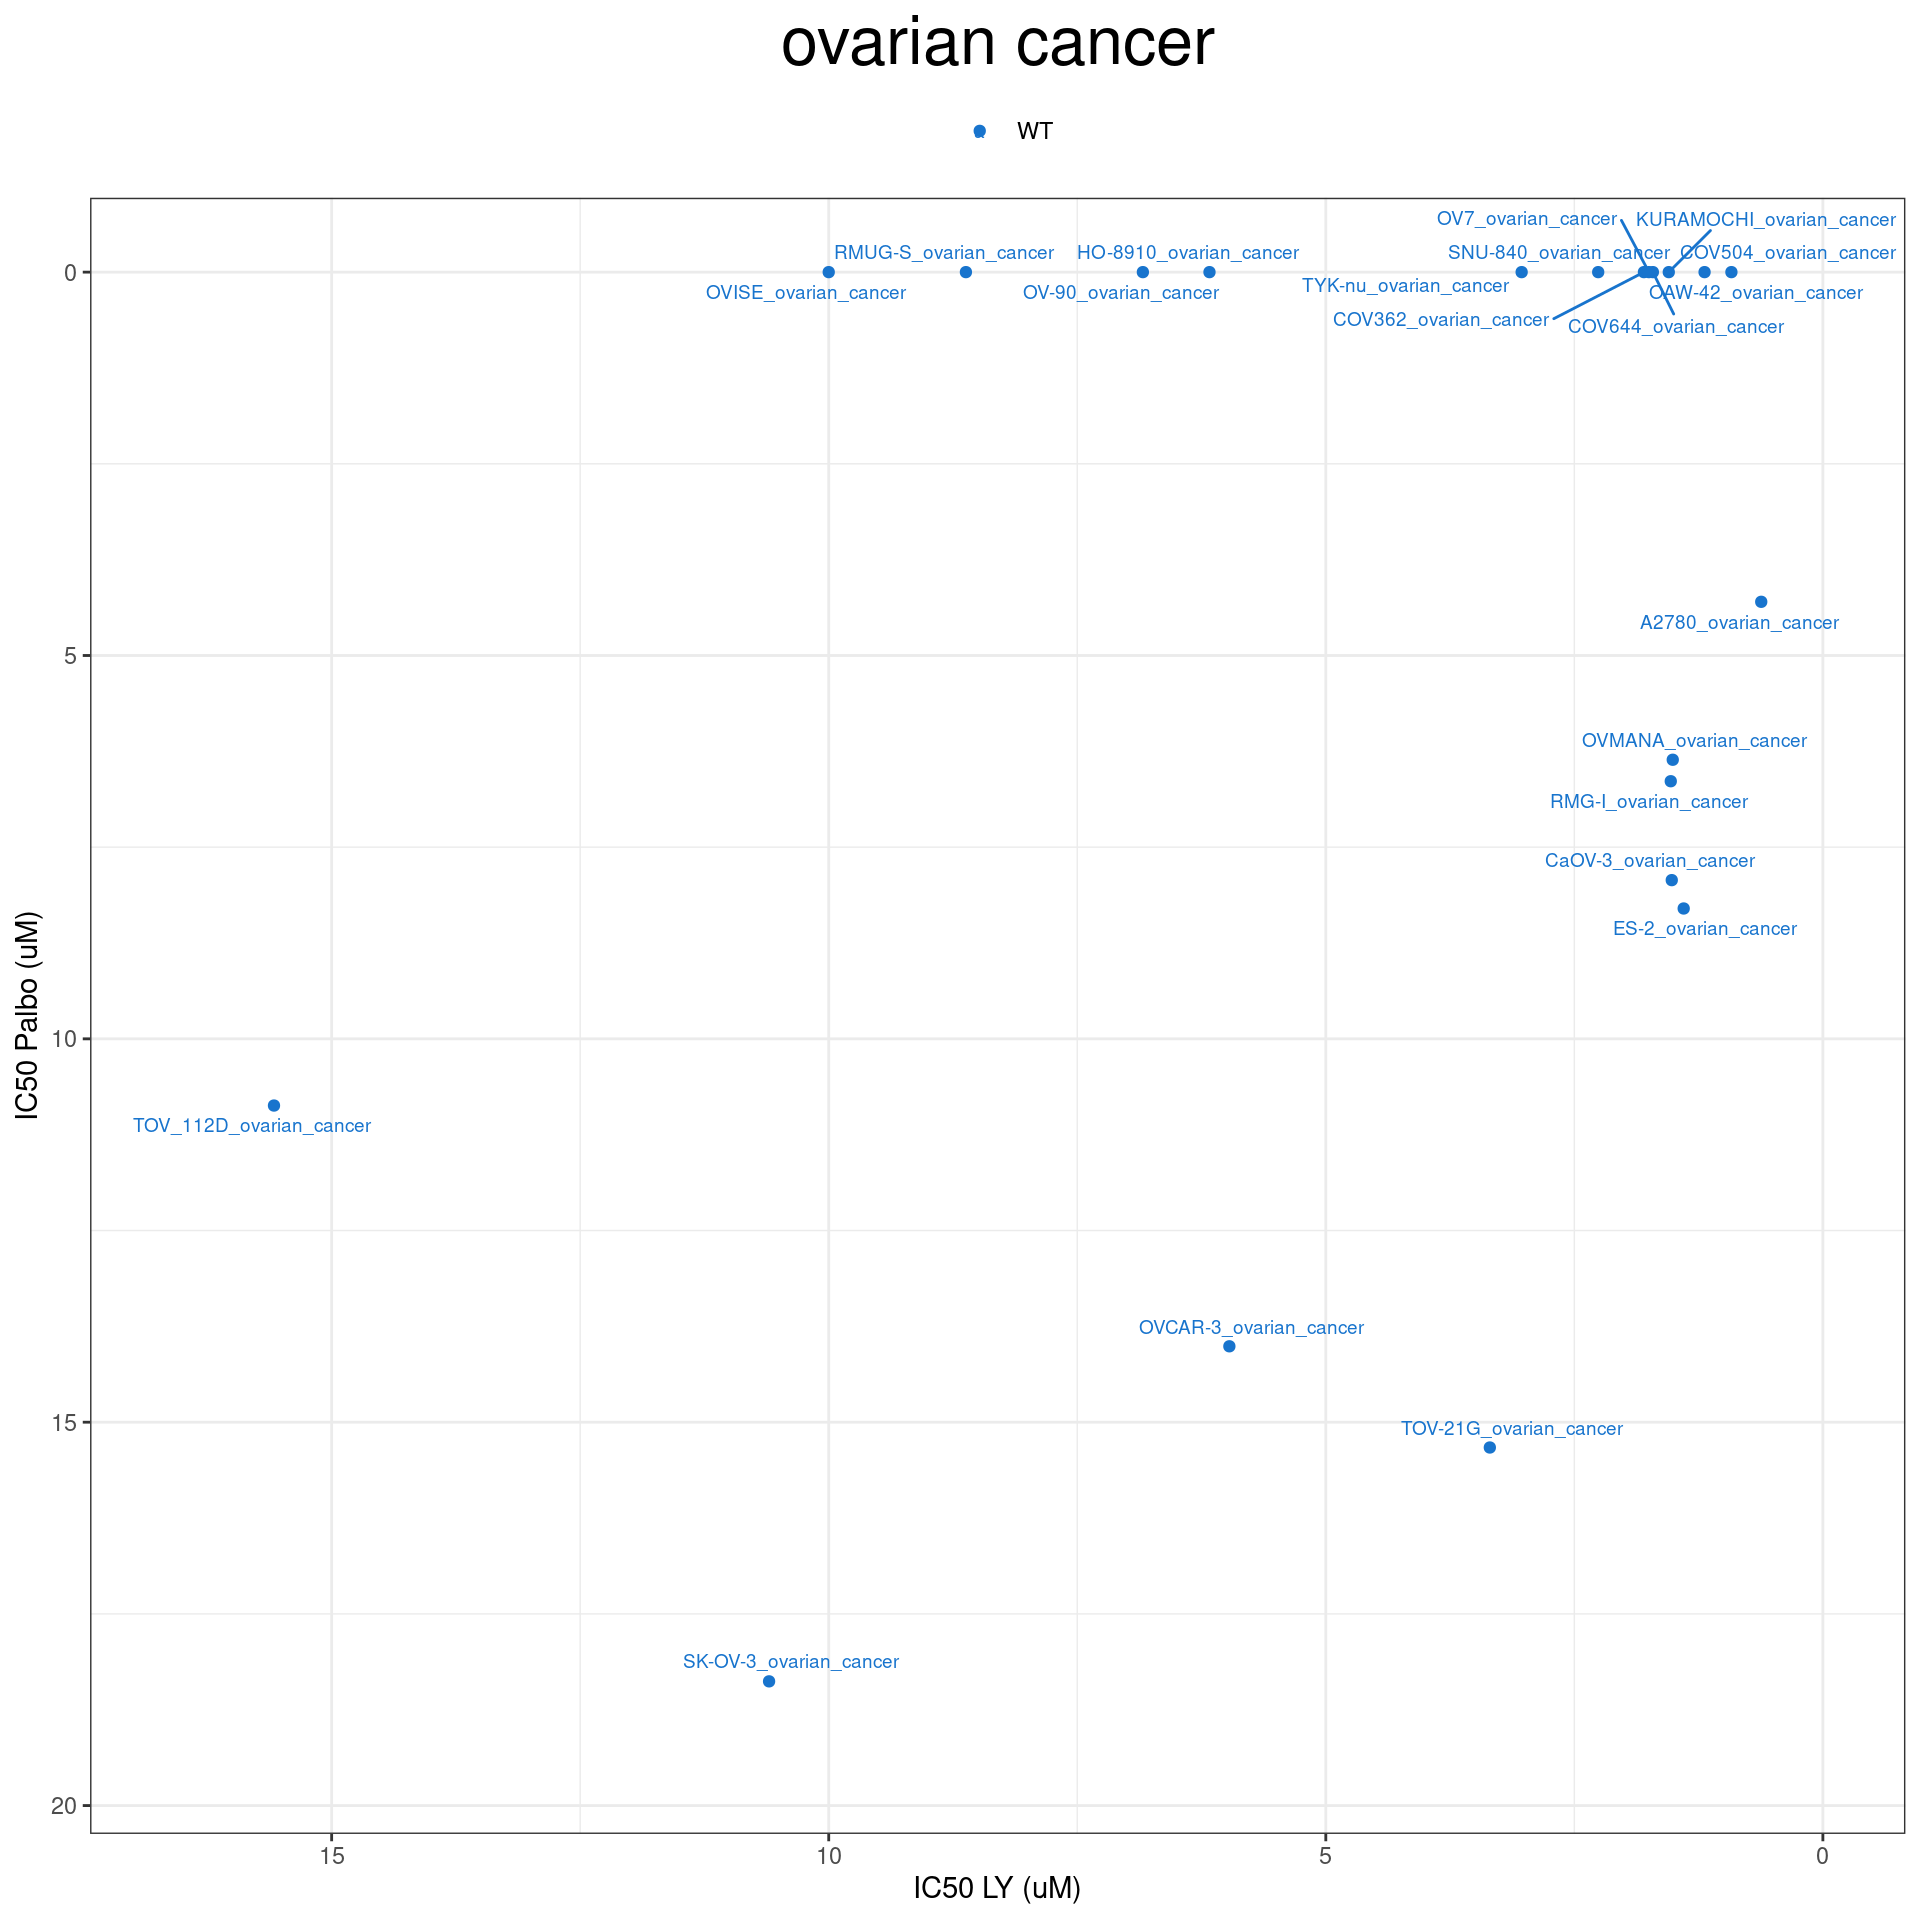 ovarian cancer
WT
OV7_ovarian_cancer
KURAMOCHI_ovarian_cancer
RMUG-S_ovarian_cancer
HO-8910_ovarian_cancer
SNU-840_ovarian_cancer
COV504_ovarian_cancer
0
OVISE_ovarian_cancer
OV-90_ovarian_cancer
TYK-nu_ovarian_cancer
OAW-42_ovarian_cancer
COV362_ovarian_cancer
COV644_ovarian_cancer
A2780_ovarian_cancer
5
OVMANA_ovarian_cancer
RMG-I_ovarian_cancer
CaOV-3_ovarian_cancer
ES-2_ovarian_cancer
IC50 Palbo (uM)
10
TOV_112D_ovarian_cancer
OVCAR-3_ovarian_cancer
15
TOV-21G_ovarian_cancer
SK-OV-3_ovarian_cancer
20
15
10
5
0
IC50 LY (uM)